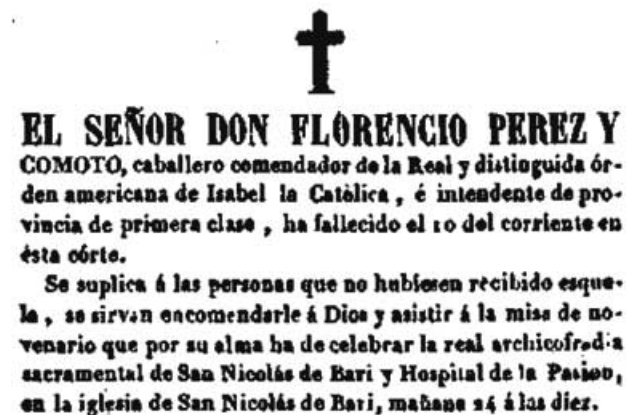 EL SEÑOR DON FLORENCIO PEREZ Y
COMOTO, caballero comendador de la Real y distinguida ór-
den americana de Isabel la Catòlica , é intendente de pro-
vincia de primera clase , ha fallecido el 10 del corriente en
ésta córte.
Se suplica á las personas que no hubiesen recibido esque-
la , se sirvan encomendarle á Dios y asistir á la misa de no-
venario que por su alma ha de celebrar la real archicofradia
sacramental de San Nicolás de Bari y Hospital de la Pasion,
en la iglesia de San Nicolás de Bari, mañana 24 á las diez.